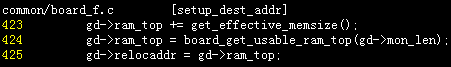 common/board_f.c        [setup_dest_addr]
423         gd->ram_top += get_effective_memsize();
424         gd->ram_top = board_get_usable_ram_top(gd->mon_len);
425         gd->relocaddr = gd->ram_top;